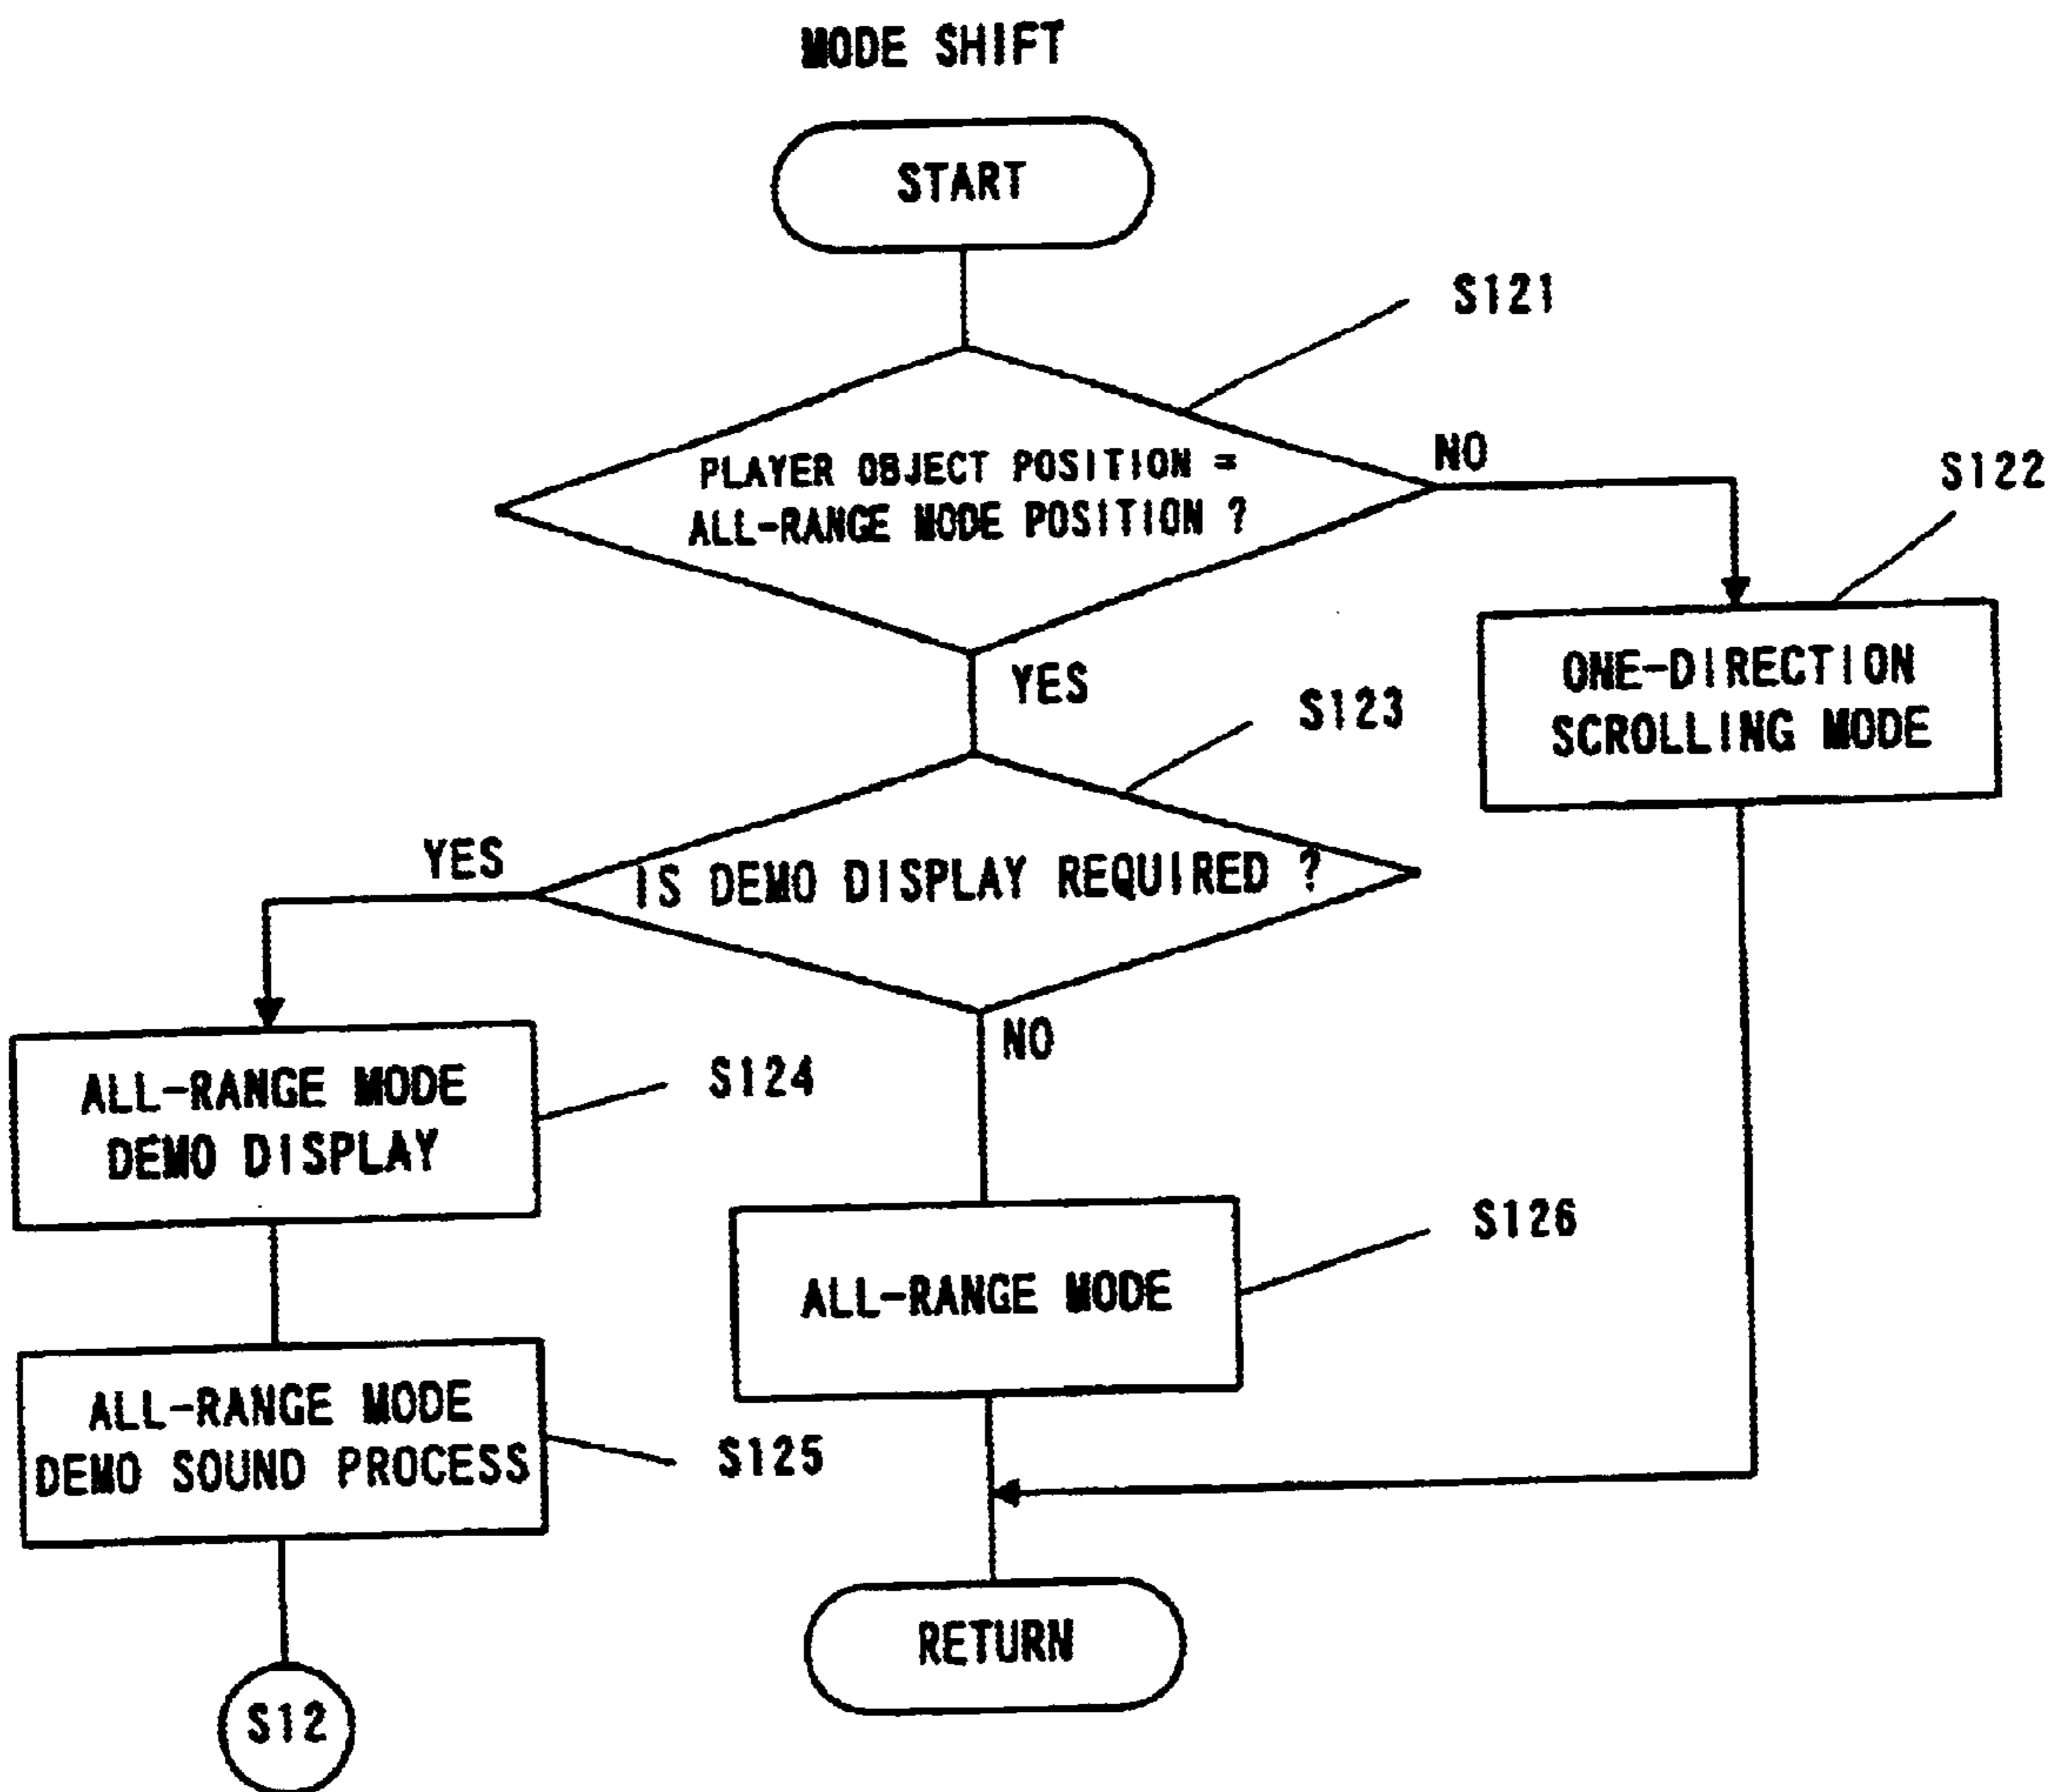 MODE SHIFT
START
S121
PLAYER OBJECT POSITION =
ALL-RANGE MODE POSITION ?
NO
S122
ONE-DIRECTION
SCROLLING MODE
YES
S123
IS DEMO DISPLAY REQUIRED ?
YES
NO
ALL-RANGE MODE
DEMO DISPLAY
S124
ALL-RANGE MODE
S126
ALL-RANGE MODE
DEMO SOUND PROCESS
S125
RETURN
S12